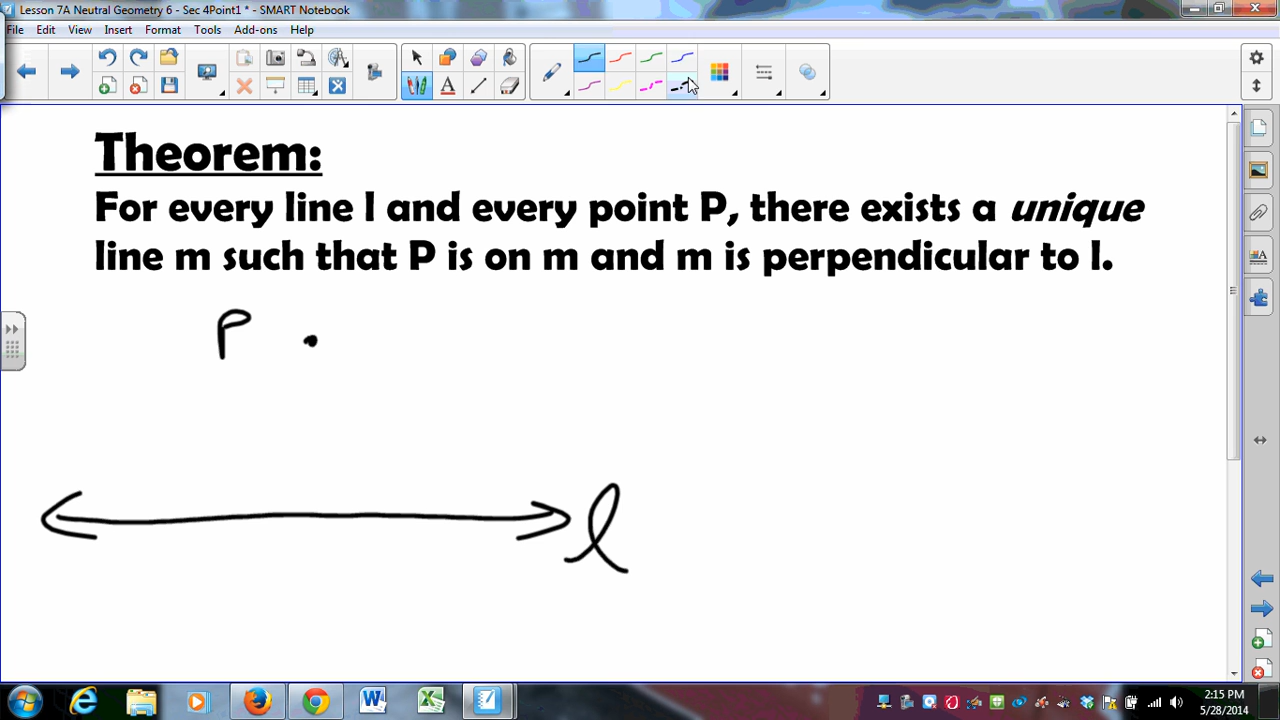 Lesson 7A Neutral Geometry 6 - Sec 4Point1 * - SMART Notebook
File Edit View Insert Format Tools Add-ons Help
Theorem:
For every line l and every point P, there exists a unique
line m such that P is on m and m is perpendicular to l.
P
l
2:15 PM
5/28/2014